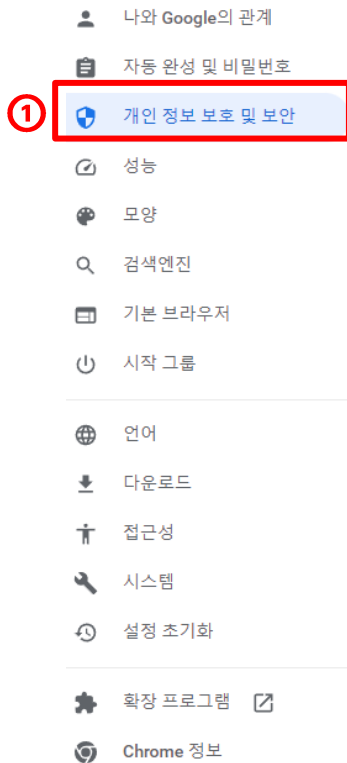 나와 Google의 관계
자동 완성 및 비밀번호
① 개인 정보 보호 및 보안
성능
모양
검색엔진
기본 브라우저
시작 그룹
언어
다운로드
접근성
시스템
설정 초기화
확장 프로그램
Chrome 정보